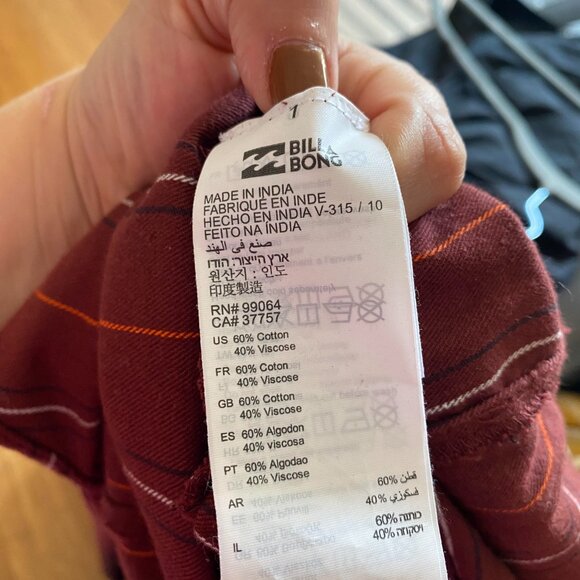 1
BILLABONG
MADE IN INDIA
FABRIQUÉ EN INDE
HECHO EN INDIA V-315 / 10
FEITO NA ÍNDIA
صنع في الهند
ארץ הייצור: הודו
원산지 : 인도
印度製造
RN# 99064
CA# 37757
US 60% Cotton
40% Viscose
FR 60% Coton
40% Viscose
GB 60% Cotton
40% Viscose
ES 60% Algodon
40% viscosa
PT 60% Algodao
40% Viscose
AR 60% قطن
40% فسكوزي
IL 60% כותנה
40% ויסקוזה